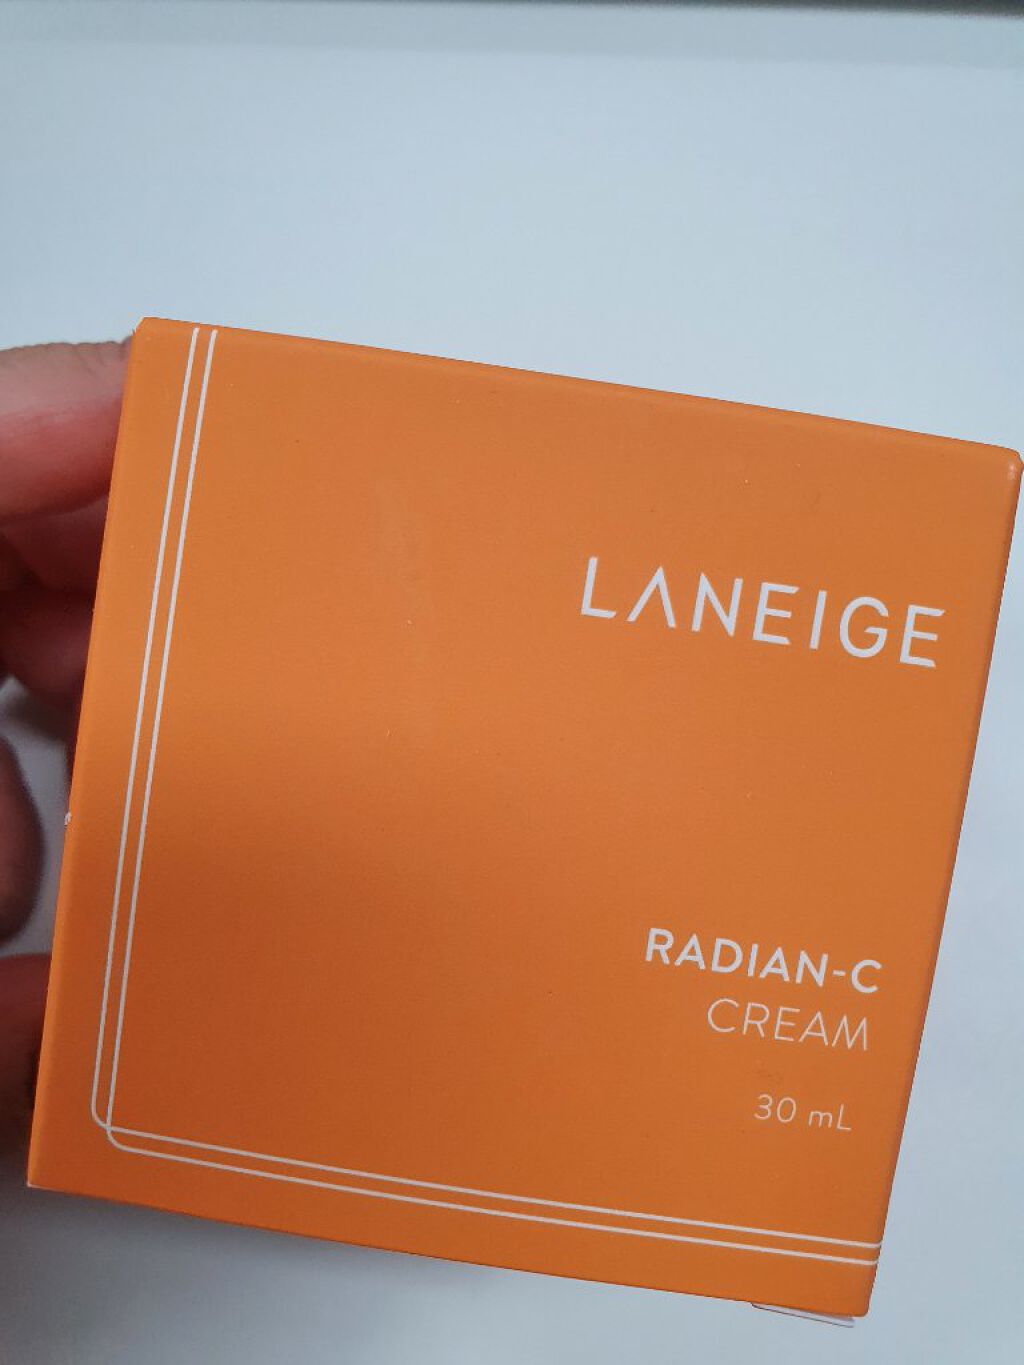 LANEIGE
RADIAN-C
CREAM
30 mL